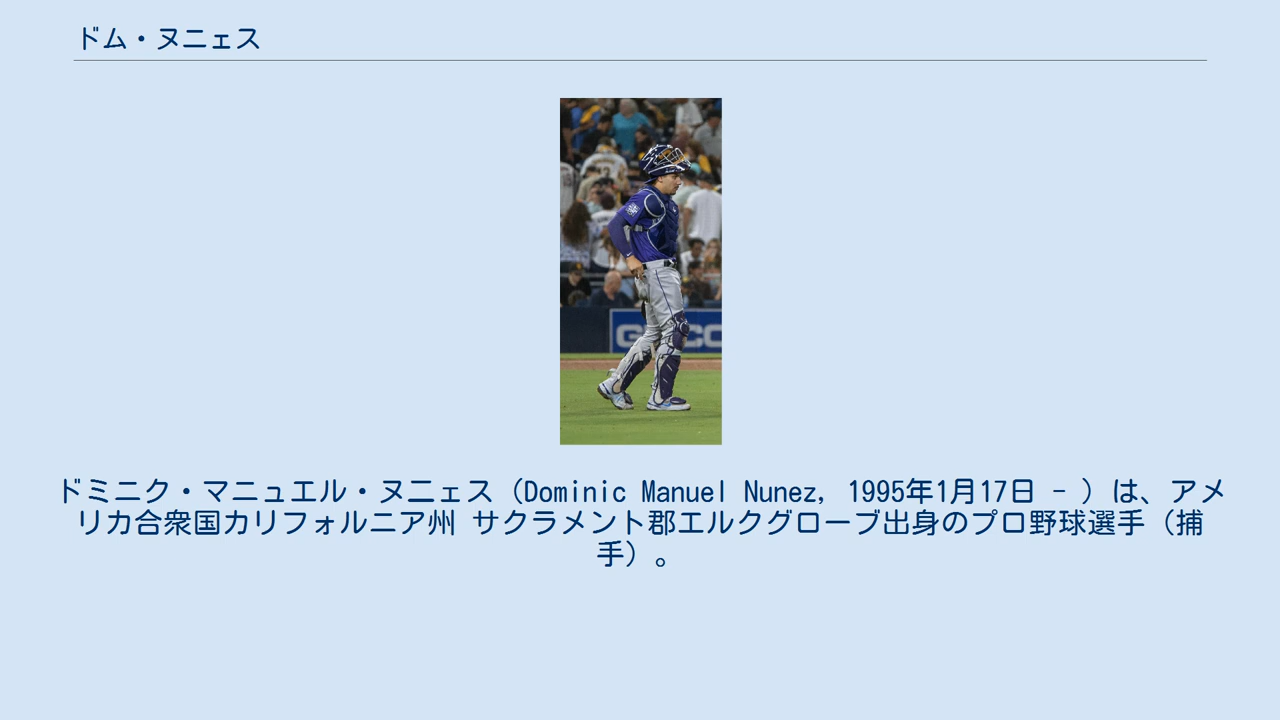 ドム・ヌニェス
ドミニク・マニュエル・ヌニェス（Dominic Manuel Nunez, 1995年1月17日 - ）は、アメ
リカ合衆国カリフォルニア州 サクラメント郡エルクグローブ出身のプロ野球選手（捕
手）。